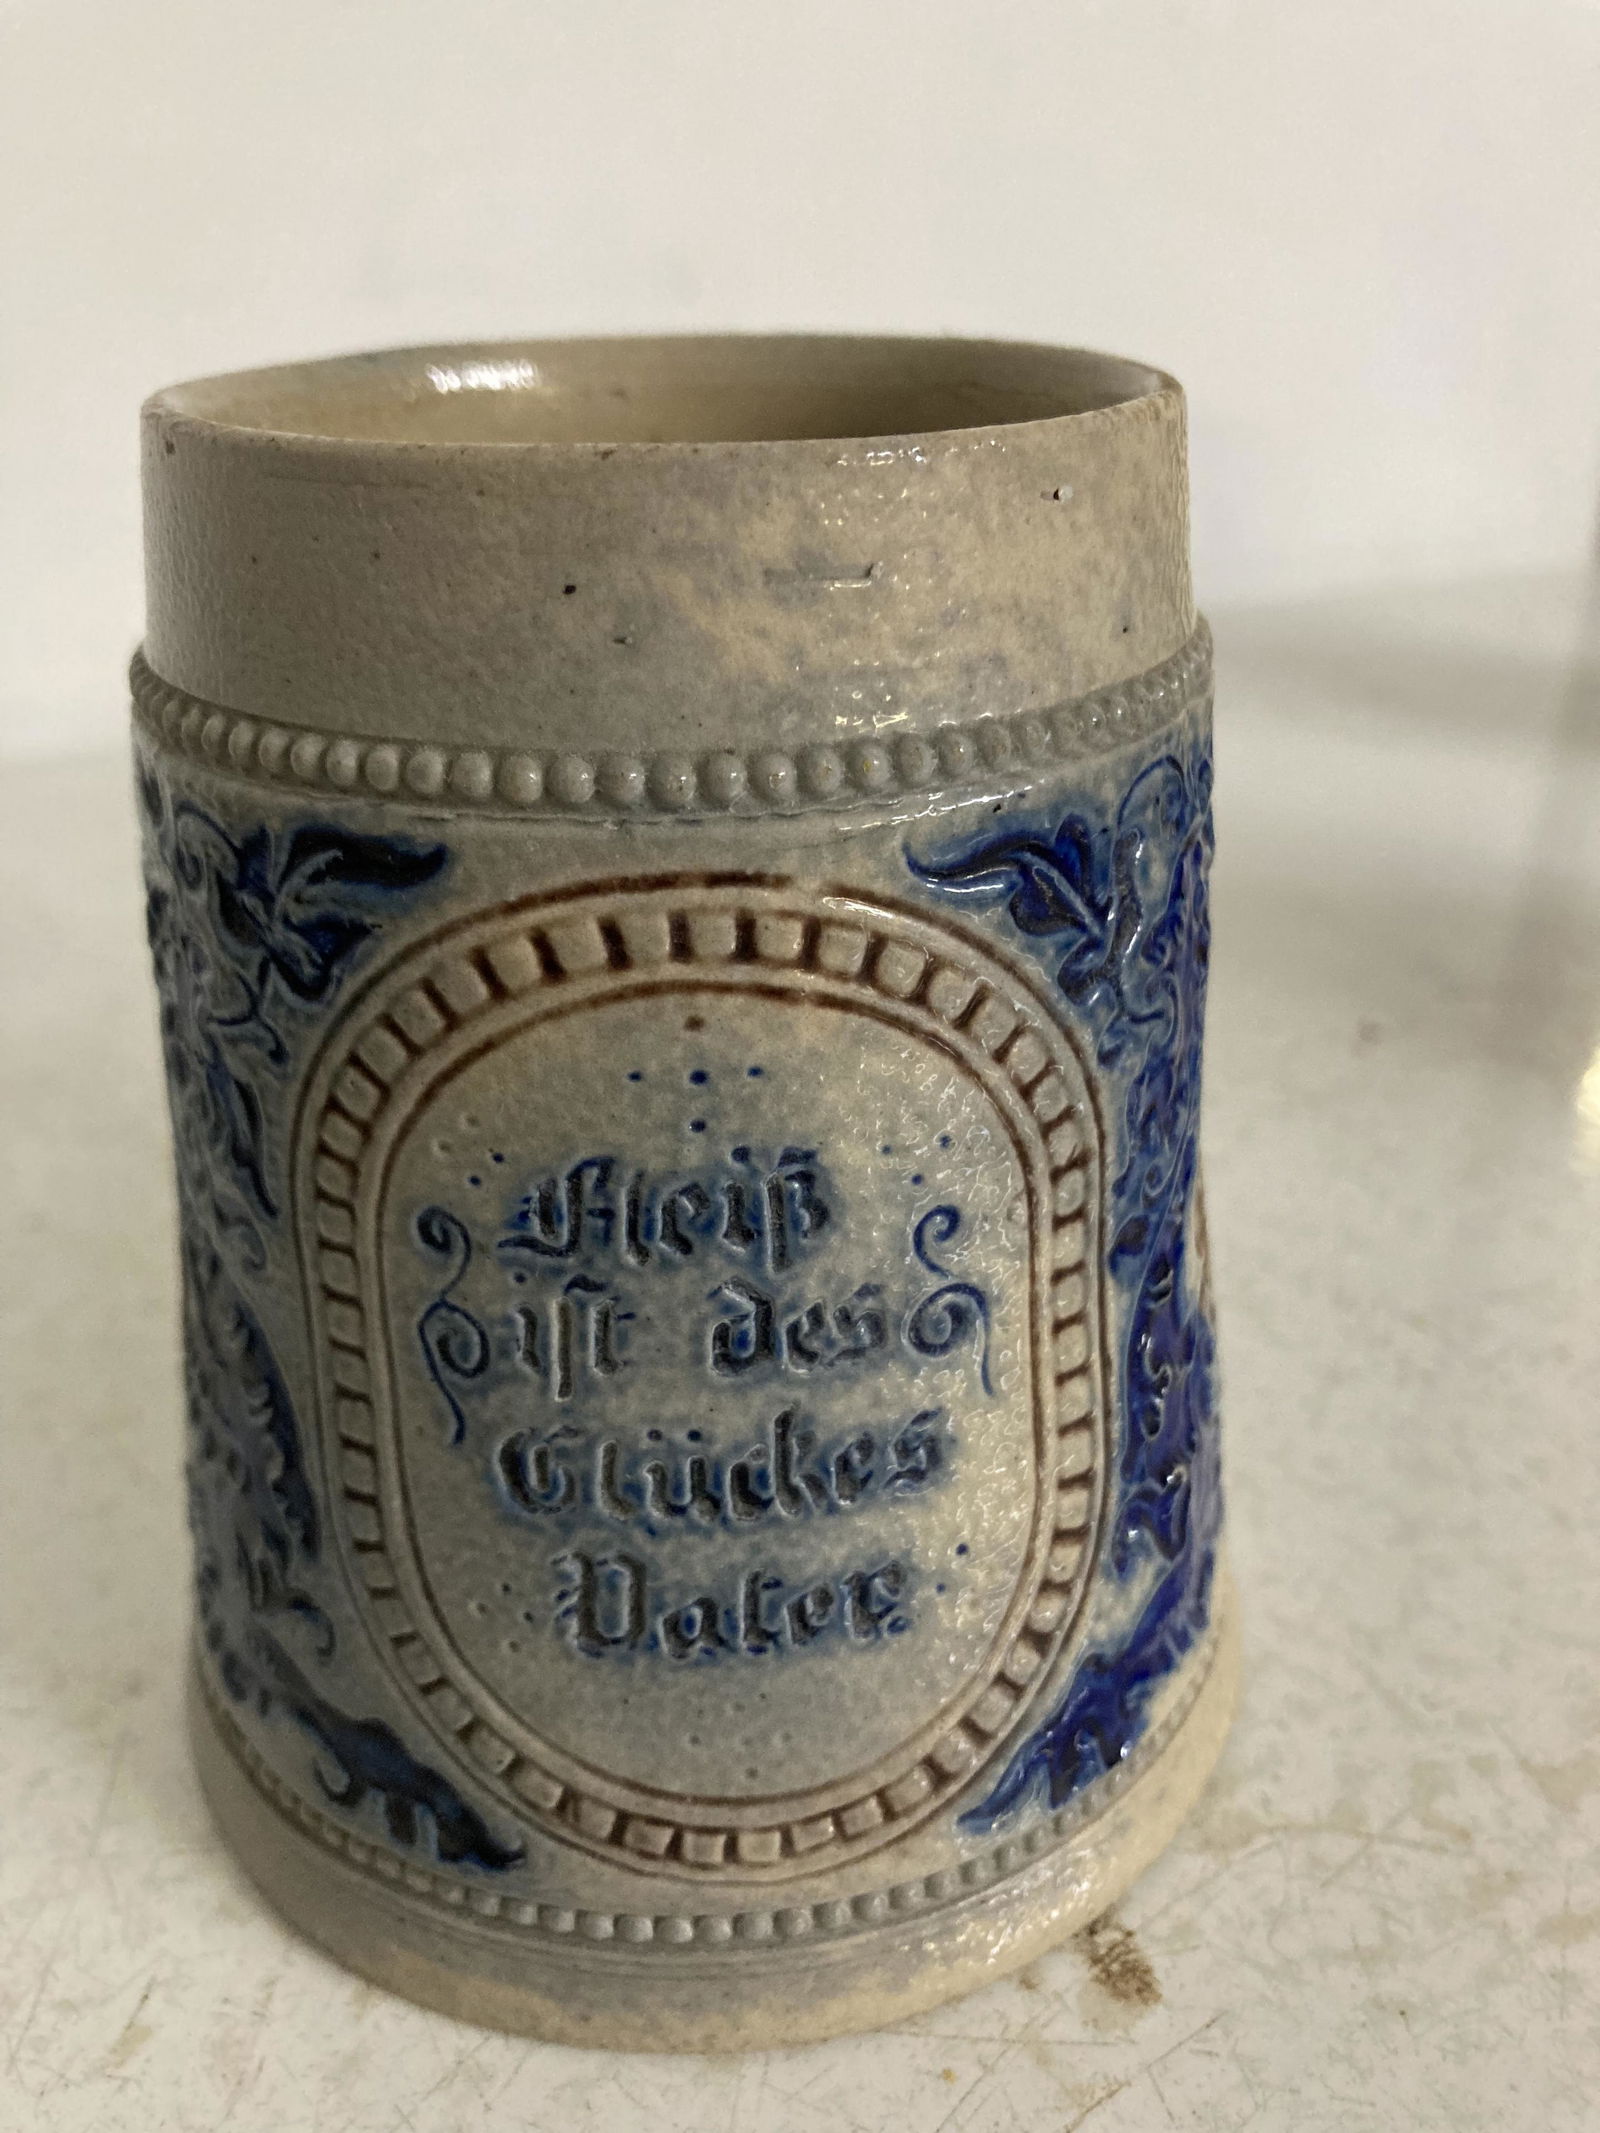 Fleiß
ist des
Glückes
Vater.